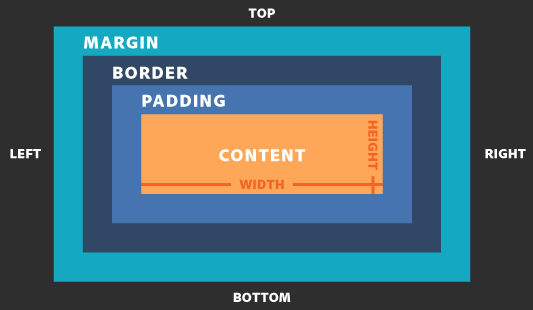 TOP
MARGIN
BORDER
PADDING
HEIGHT
LEFT
CONTENT
RIGHT
WIDTH
BOTTOM